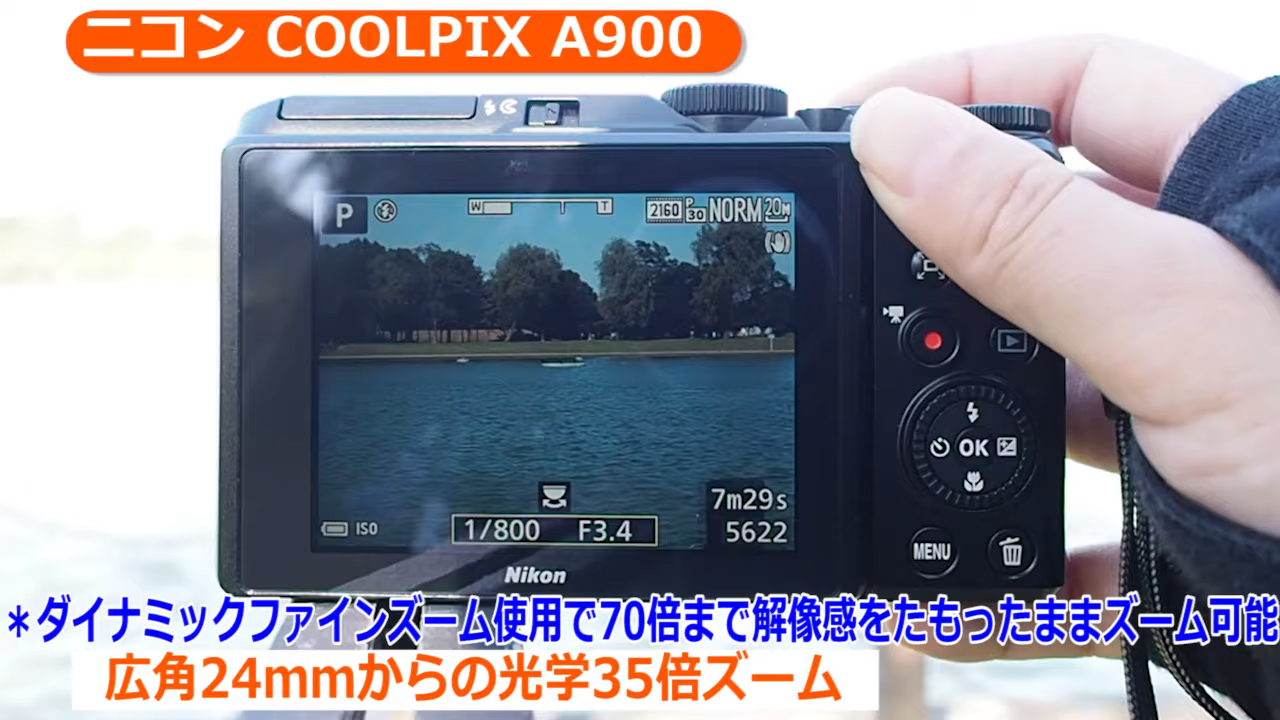 ニコン COOLPIX A900
P
W T
2160 P30 NORM 20M
7m29s
ISO 1/800 F3.4 5622
Nikon
OK
MENU
＊ダイナミックファインズーム使用で70倍まで解像感をたもったままズーム可能
広角24mmからの光学35倍ズーム